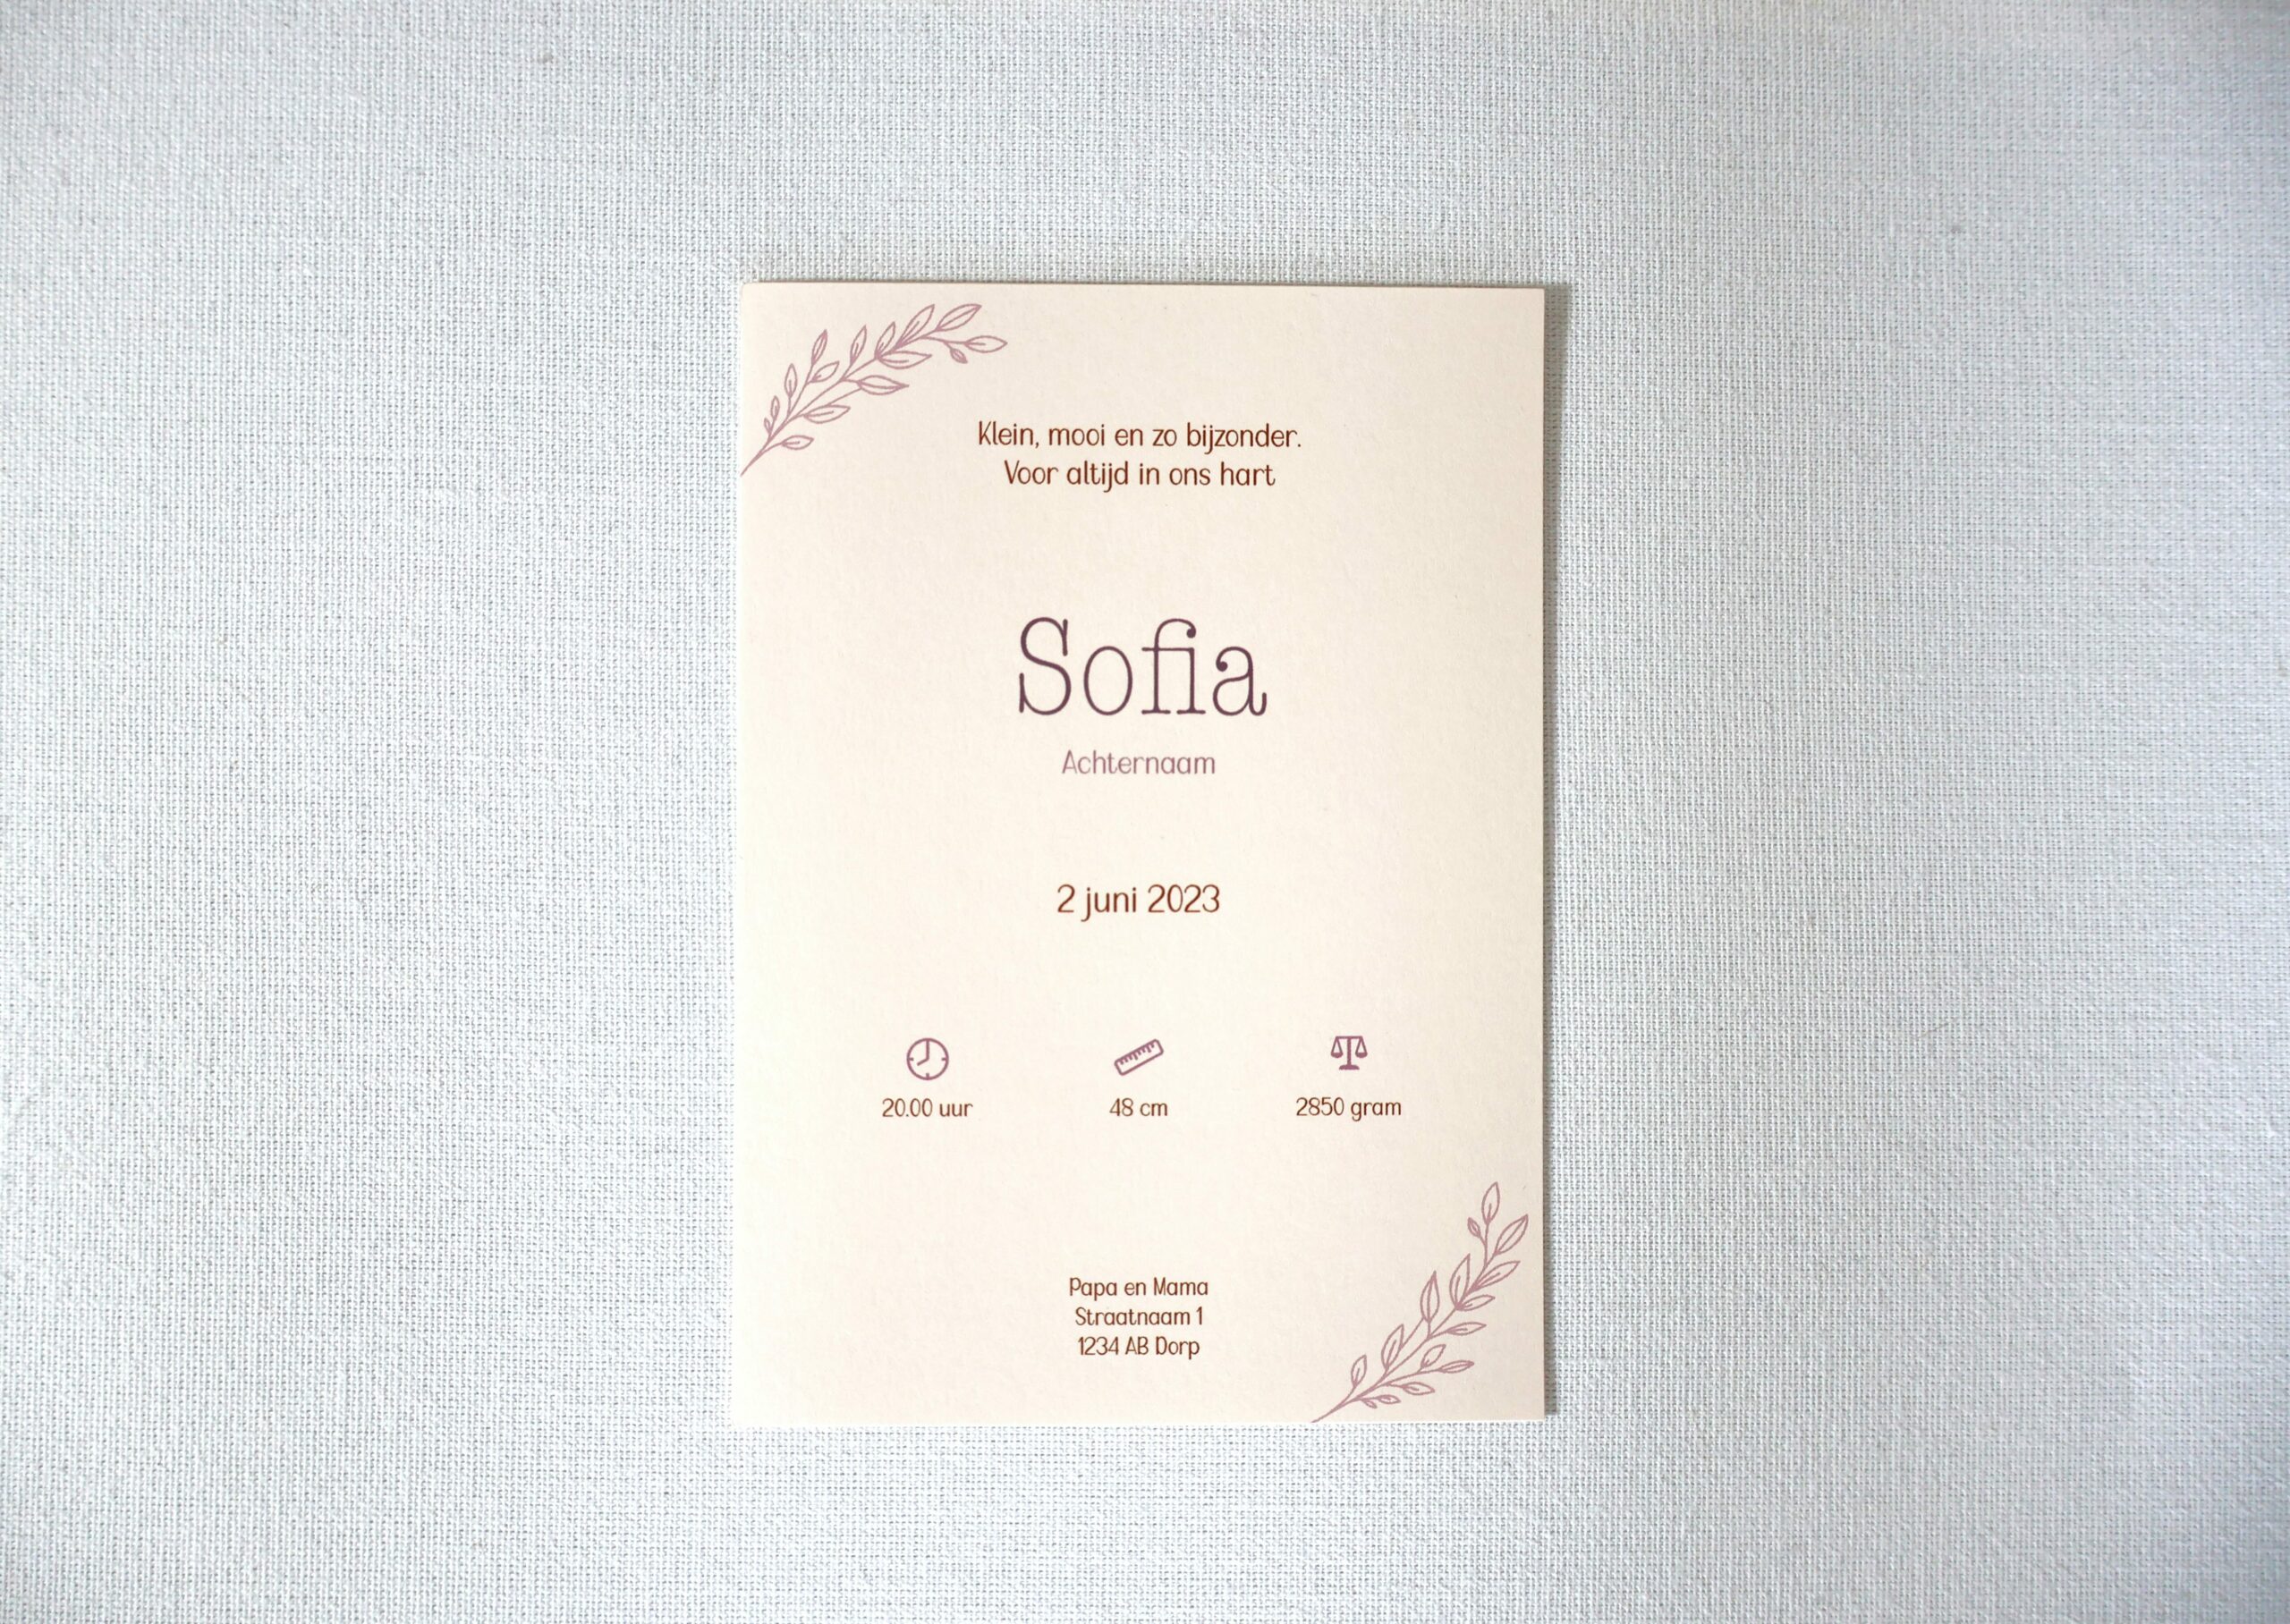 Klein, mooi en zo bijzonder.
Voor altijd in ons hart
Sofia
Achternaam
2 juni 2023
20.00 uur 48 cm 2850 gram
Papa en Mama
Straatnaam 1
1234 AB Dorp